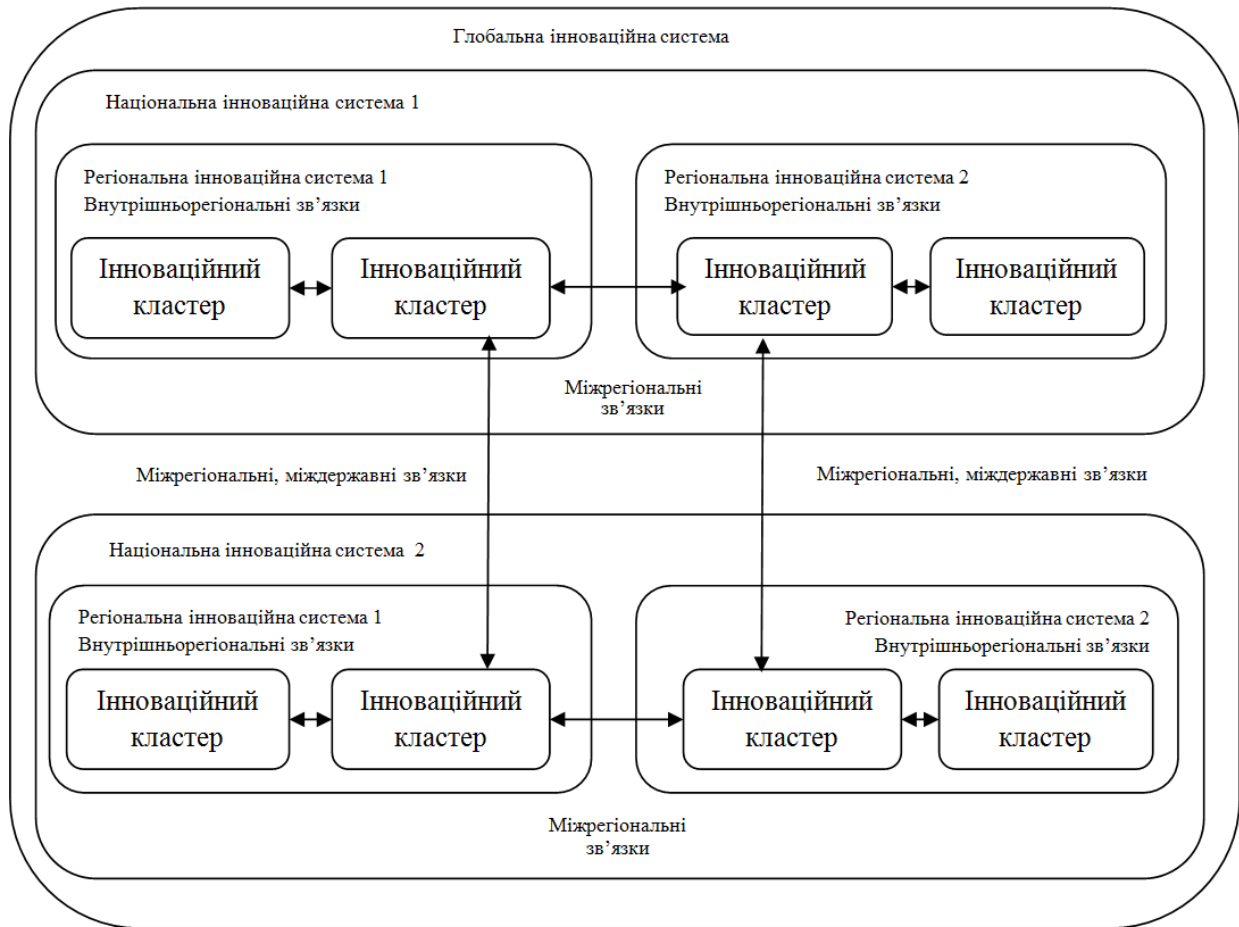 Глобальна інноваційна система
Національна інноваційна система 1
Регіональна інноваційна система 1
Внутрішньорегіональні зв’язки
Регіональна інноваційна система 2
Внутрішньорегіональні зв’язки
Інноваційний
кластер
Інноваційний
кластер
Інноваційний
кластер
Інноваційний
кластер
Міжрегіональні
зв’язки
Міжрегіональні, міждержавні зв’язки
Міжрегіональні, міждержавні зв’язки
Національна інноваційна система 2
Регіональна інноваційна система 1
Внутрішньорегіональні зв’язки
Регіональна інноваційна система 2
Внутрішньорегіональні зв’язки
Інноваційний
кластер
Інноваційний
кластер
Інноваційний
кластер
Інноваційний
кластер
Міжрегіональні
зв’язки